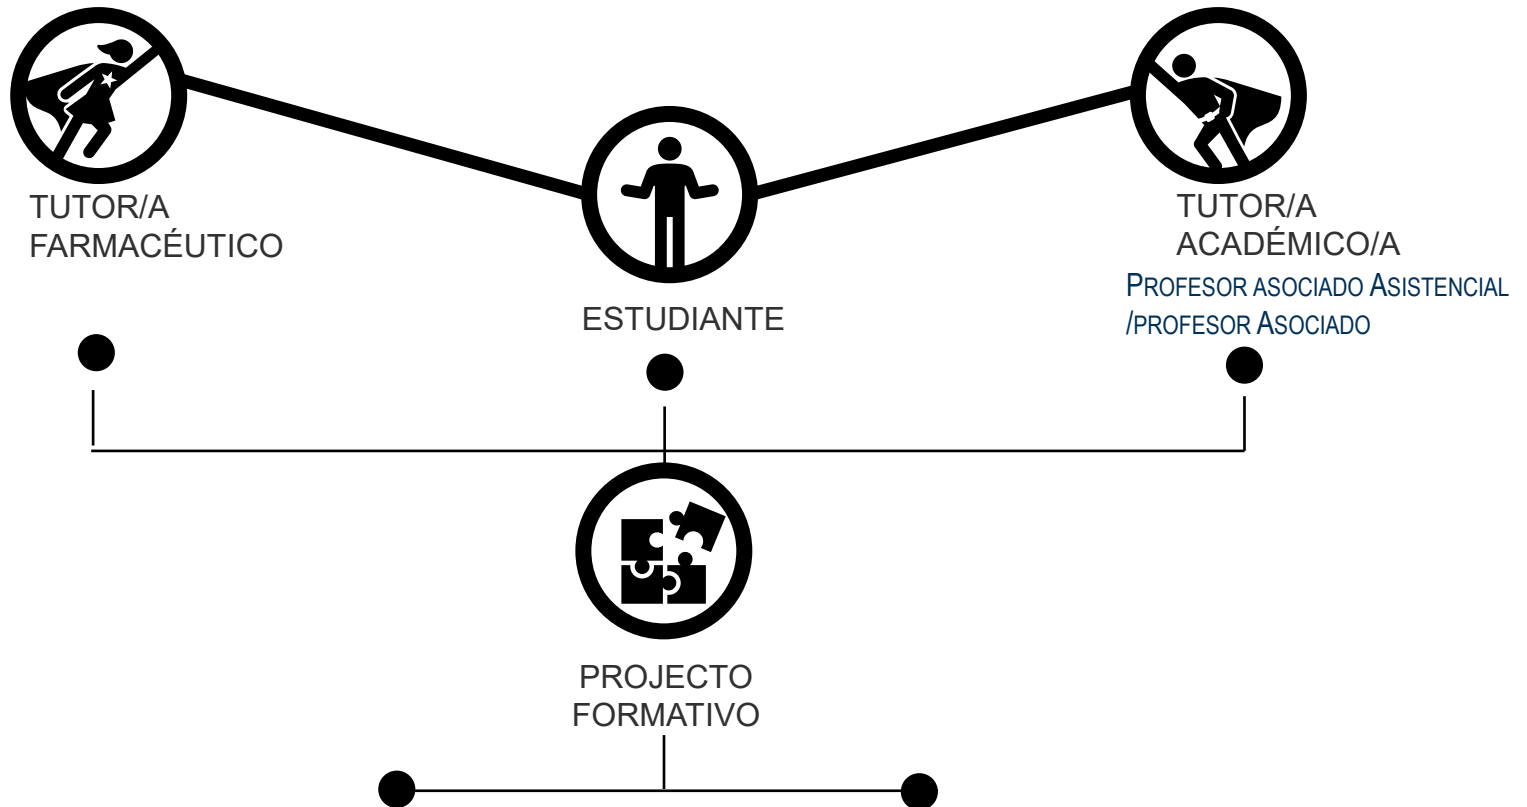 TUTOR/A
FARMACÉUTICO
ESTUDIANTE
TUTOR/A
ACADÉMICO/A
PROFESOR ASOCIADO ASISTENCIAL
/PROFESOR ASOCIADO
PROJECTO
FORMATIVO